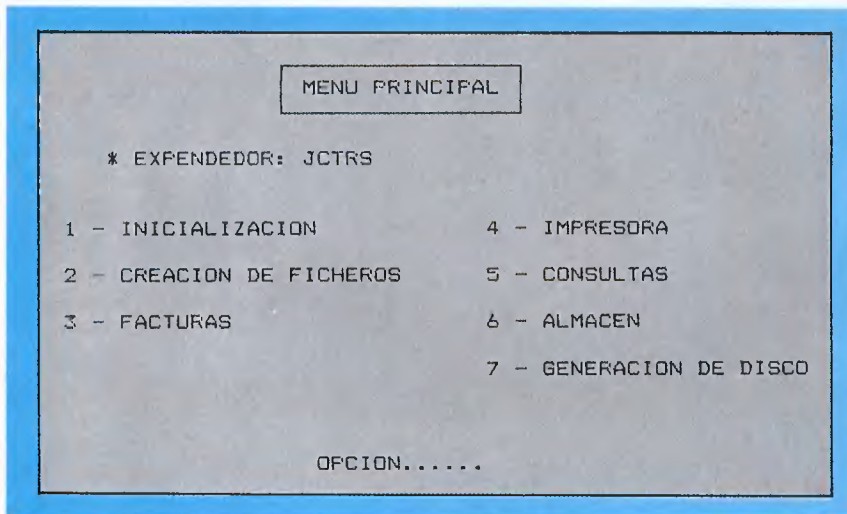 MENU PRINCIPAL
* EXPENDEDOR: JCTRS
1 - INICIALIZACION
2 - CREACION DE FICHEROS
3 - FACTURAS
4 - IMPRESORA
5 - CONSULTAS
6 - ALMACEN
7 - GENERACION DE DISCO
OPCION......